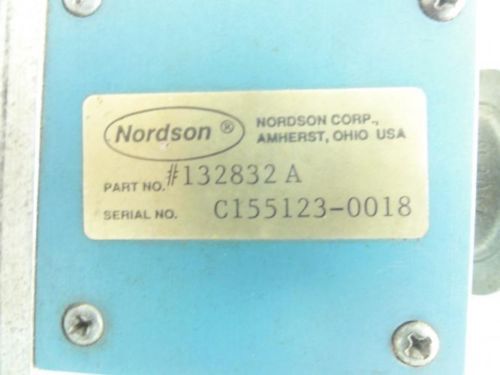 Nordson ®
NORDSON CORP.,
AMHERST, OHIO USA
PART NO. #132832 A
SERIAL NO. C155123-0018